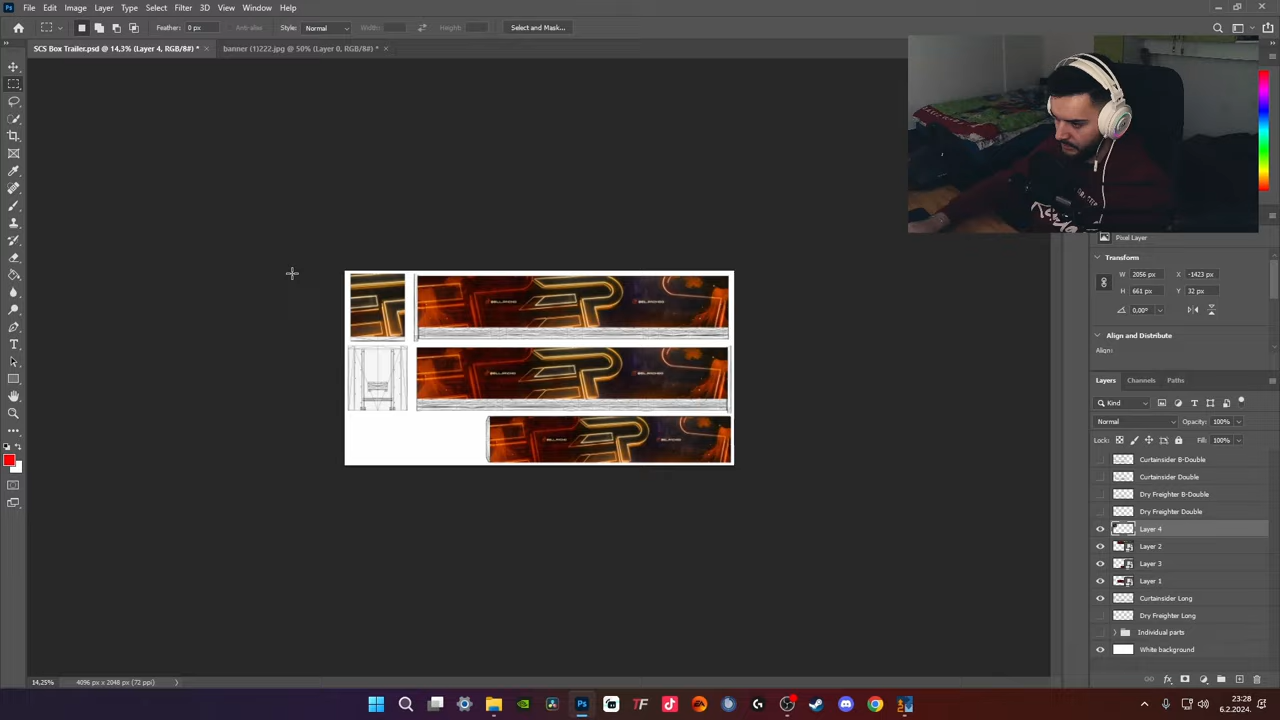 File Edit Image Layer Type Select Filter 3D View Window Help
Feather: 0 px Anti-alias Style: Normal Width: Height: Select and Mask...
SCS Box Trailer.psd @ 14,3% (Layer 4, RGB/8#) * × banner (1)222.jpg @ 50% (Layer 0, RGB/8#) * ×
Pixel Layer
Transform
W 2056 px X -1423 px
H 661 px Y 32 px
0,00°
Align and Distribute
Align:
Layers Channels Paths
Kind
Normal Opacity: 100%
Lock: Fill: 100%
Curtainsider B-Double
Curtainsider Double
Dry Freighter B-Double
Dry Freighter Double
Layer 4
Layer 2
Layer 3
Layer 1
Curtainsider Long
Dry Freighter Long
Individual parts
White background
14,25% 4096 px x 2048 px (72 ppi)
23:28
6.2.2024.